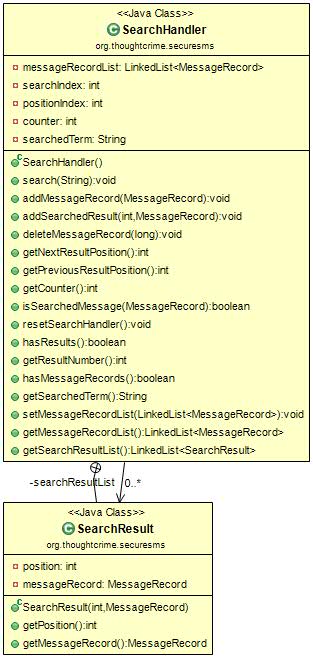 <<Java Class>>
SearchHandler
org.thoughtcrime.securesms
messageRecordList: LinkedList<MessageRecord>
searchIndex: int
positionIndex: int
counter: int
searchedTerm: String
SearchHandler()
search(String):void
addMessageRecord(MessageRecord):void
addSearchedResult(int,MessageRecord):void
deleteMessageRecord(long):void
getNextResultPosition():int
getPreviousResultPosition():int
getCounter():int
isSearchedMessage(MessageRecord):boolean
resetSearchHandler():void
hasResults():boolean
getResultNumber():int
hasMessageRecords():boolean
getSearchedTerm():String
setMessageRecordList(LinkedList<MessageRecord>):void
getMessageRecordList():LinkedList<MessageRecord>
getSearchResultList():LinkedList<SearchResult>
-searchResultList 0..*
<<Java Class>>
SearchResult
org.thoughtcrime.securesms
position: int
messageRecord: MessageRecord
SearchResult(int,MessageRecord)
getPosition():int
getMessageRecord():MessageRecord